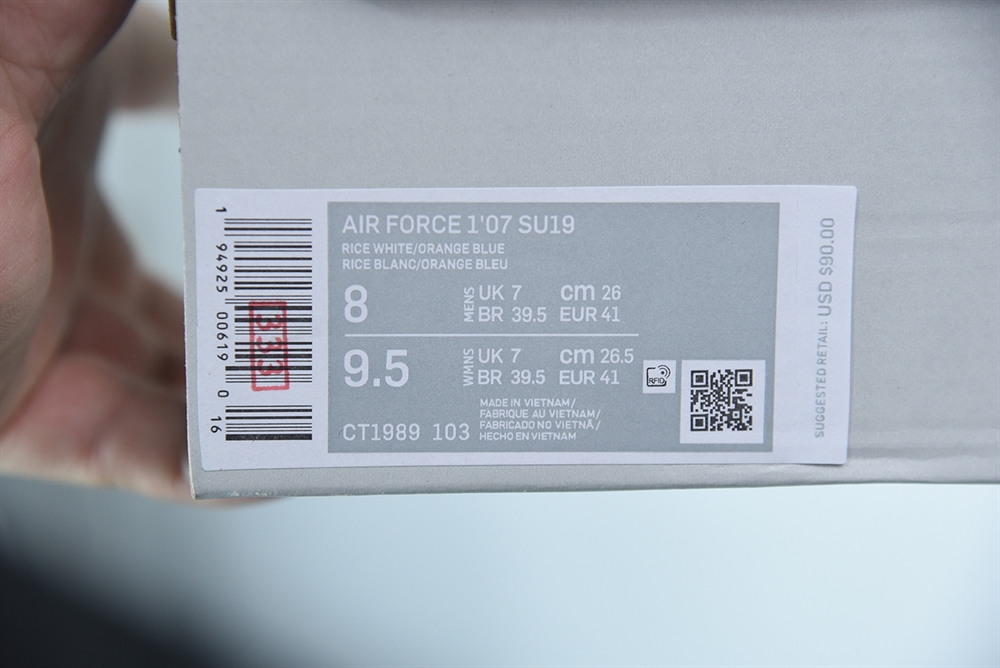 AIR FORCE 1'07 SU19
RICE WHITE/ORANGE BLUE
RICE BLANC/ORANGE BLEU
8
MENS
UK 7
cm 26
BR 39.5
EUR 41
9.5
WMNS
UK 7
cm 26.5
BR 39.5
EUR 41
RFID
CT1989 103
MADE IN VIETNAM/
FABRIQUE AU VIETNAM/
FABRICADO NO VIETNÃ/
HECHO EN VIETNAM
1 94925 00619 0 16
333
SUGGESTED RETAIL: USD $90.00